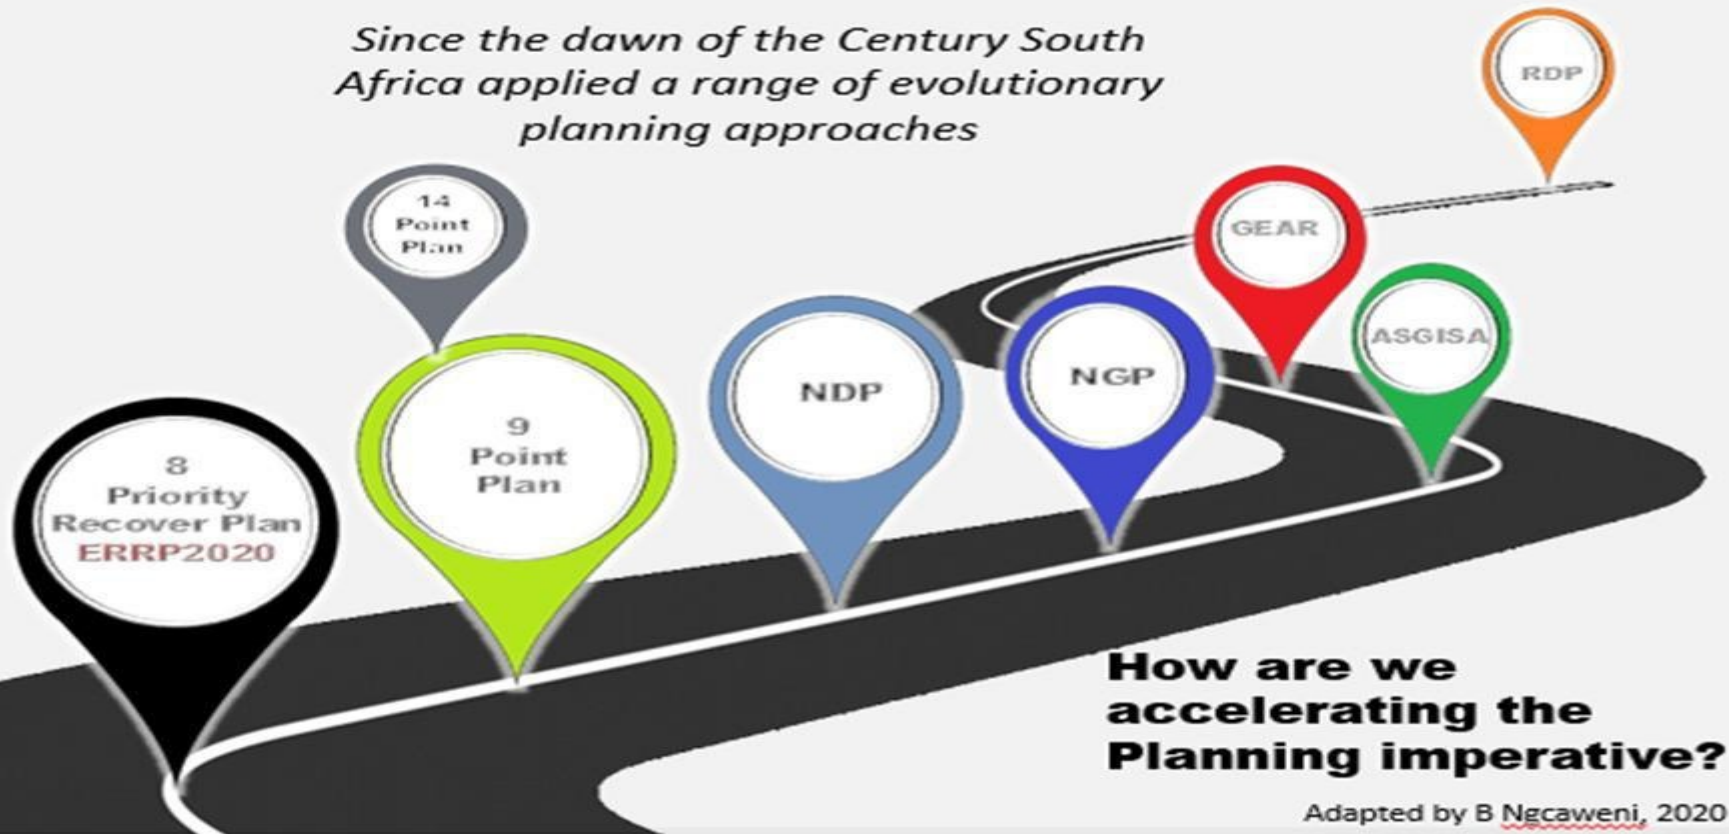 Since the dawn of the Century South
Africa applied a range of evolutionary
planning approaches
RDP
14
Point
Plan
GEAR
ASGISA
NDP
NGP
9
Point
Plan
8
Priority
Recover Plan
ERRP2020
How are we
accelerating the
Planning imperative?
Adapted by B Ngcaweni, 2020